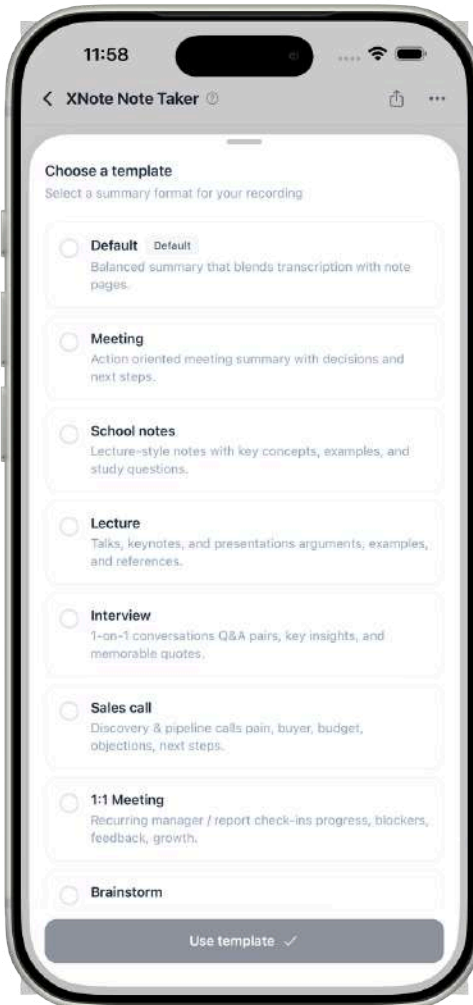 11:58
XNote Note Taker
Choose a template
Select a summary format for your recording
Default Default
Balanced summary that blends transcription with note
pages.
Meeting
Action oriented meeting summary with decisions and
next steps.
School notes
Lecture-style notes with key concepts, examples, and
study questions.
Lecture
Talks, keynotes, and presentations arguments, examples,
and references.
Interview
1-on-1 conversations Q&A pairs, key insights, and
memorable quotes.
Sales call
Discovery & pipeline calls pain, buyer, budget,
objections, next steps.
1:1 Meeting
Recurring manager / report check-ins progress, blockers,
feedback, growth.
Brainstorm
Use template